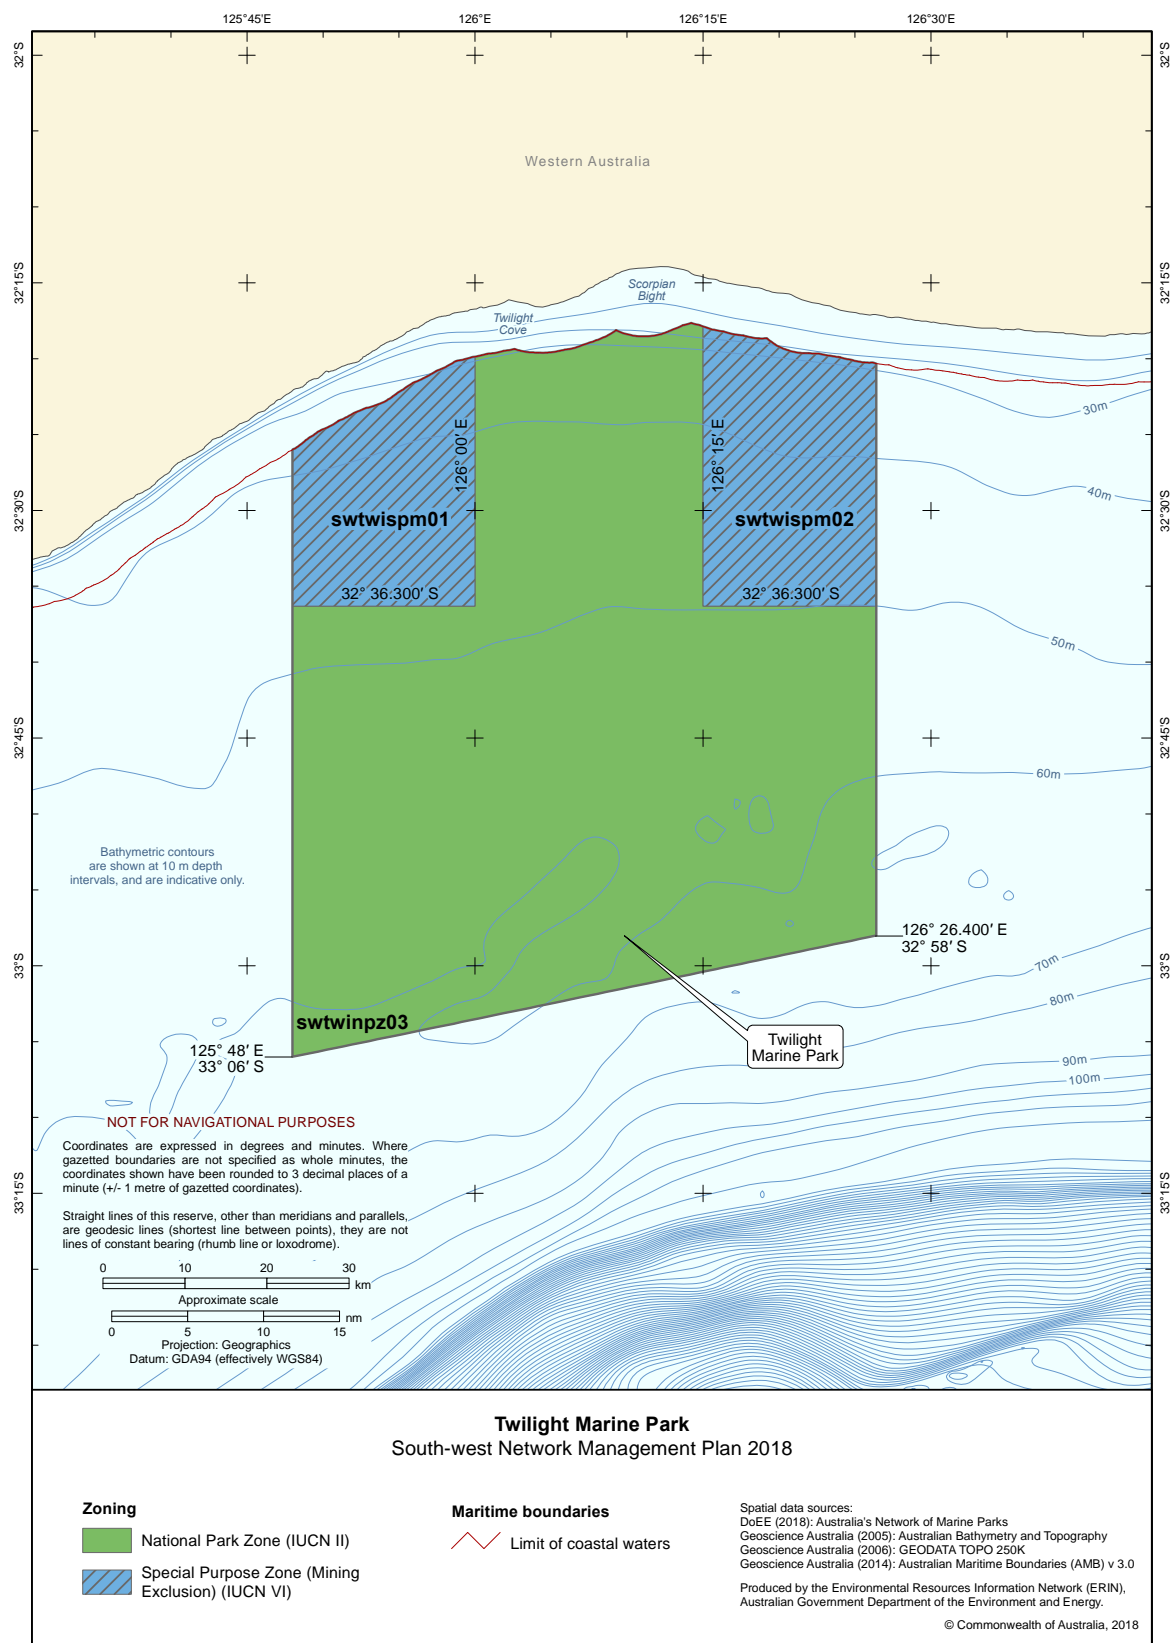 125°45'E
126°E
126°15'E
126°30'E
32°S
32°S
Western Australia
32°15'S
32°15'S
Scorpian
Bight
Twilight
Cove
30m
126° 00′ E
126° 15′ E
40m
32°30'S
32°30'S
swtwispm01
swtwispm02
32° 36.300′ S
32° 36.300′ S
50m
32°45'S
32°45'S
60m
Bathymetric contours
are shown at 10 m depth
intervals, and are indicative only.
126° 26.400′ E
32° 58′ S
33°S
33°S
70m
80m
swtwinpz03
Twilight
Marine Park
125° 48′ E
33° 06′ S
90m
100m
NOT FOR NAVIGATIONAL PURPOSES
Coordinates are expressed in degrees and minutes. Where
gazetted boundaries are not specified as whole minutes, the
coordinates shown have been rounded to 3 decimal places of a
minute (+/- 1 metre of gazetted coordinates).
33°15'S
33°15'S
Straight lines of this reserve, other than meridians and parallels,
are geodesic lines (shortest line between points), they are not
lines of constant bearing (rhumb line or loxodrome).
0 10 20 30
km
Approximate scale
nm
0 5 10 15
Projection: Geographics
Datum: GDA94 (effectively WGS84)
Twilight Marine Park
South-west Network Management Plan 2018
Zoning
National Park Zone (IUCN II)
Special Purpose Zone (Mining
Exclusion) (IUCN VI)
Maritime boundaries
Limit of coastal waters
Spatial data sources:
DoEE (2018): Australia's Network of Marine Parks
Geoscience Australia (2005): Australian Bathymetry and Topography
Geoscience Australia (2006): GEODATA TOPO 250K
Geoscience Australia (2014): Australian Maritime Boundaries (AMB) v 3.0
Produced by the Environmental Resources Information Network (ERIN),
Australian Government Department of the Environment and Energy.
© Commonwealth of Australia, 2018